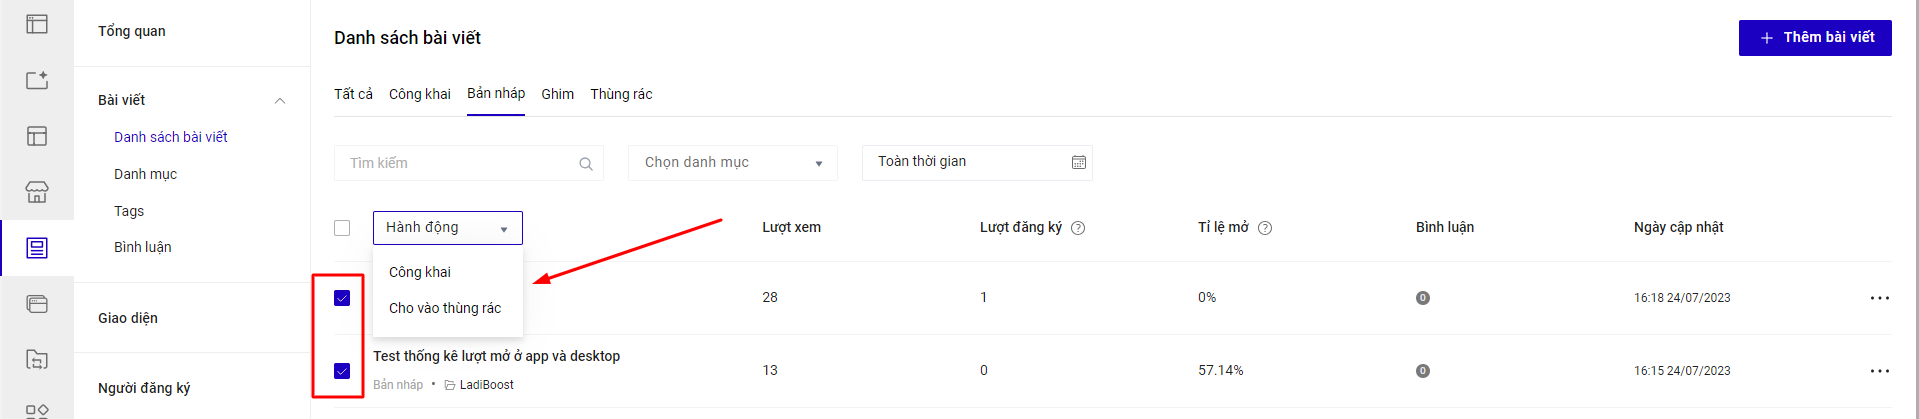 Tổng quan
Bài viết
Danh sách bài viết
Danh mục
Tags
Bình luận
Giao diện
Người đăng ký
Danh sách bài viết
Thêm bài viết
Tất cả Công khai Bản nháp Ghim Thùng rác
Tìm kiếm Chọn danh mục Toàn thời gian
Hành động Lượt xem Lượt đăng ký ? Tỉ lệ mở ? Bình luận Ngày cập nhật
Công khai
Cho vào thùng rác
28 1 0% 0 16:18 24/07/2023
Test thống kê lượt mở ở app và desktop
Bản nháp • LadiBoost
13 0 57.14% 0 16:15 24/07/2023